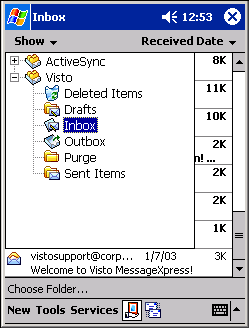 Inbox 12:53
Show Received Date
ActiveSync 8K
Visto
Deleted Items 11K
Drafts
Inbox 10K
Outbox 2K
Purge n! ...
Sent Items 2K
2K
1K
vistosupport@corp... 1/7/03 3K
Welcome to Visto MessageXpress!
Choose Folder...
New Tools Services